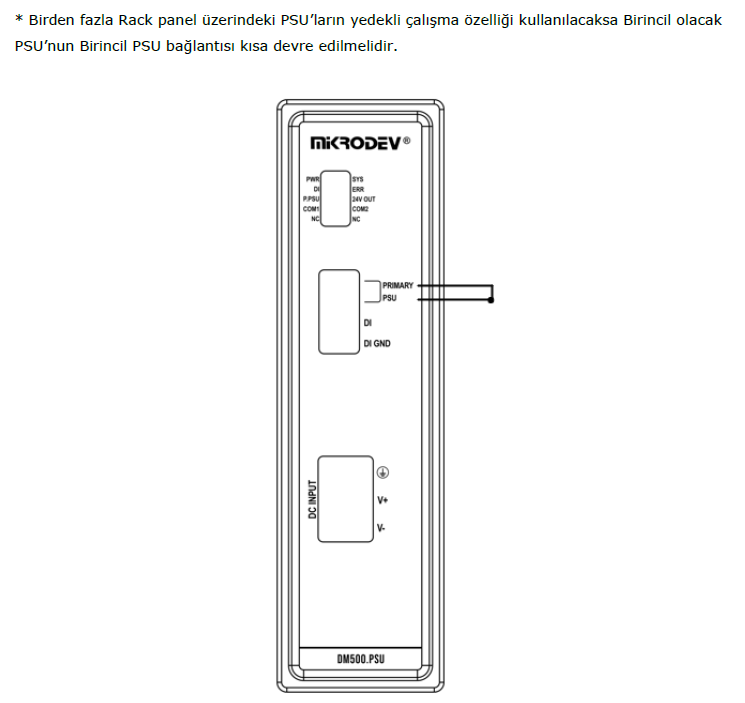 * Birden fazla Rack panel üzerindeki PSU’ların yedekli çalışma özelliği kullanılacaksa Birincil olacak
PSU’nun Birincil PSU bağlantısı kısa devre edilmelidir.
MiKRODEV®
PWR SYS
DI ERR
P.PSU 24V OUT
COM1 COM2
NC NC
PRIMARY
PSU
DI
DI GND
DC INPUT
V+
V-
DM500.PSU